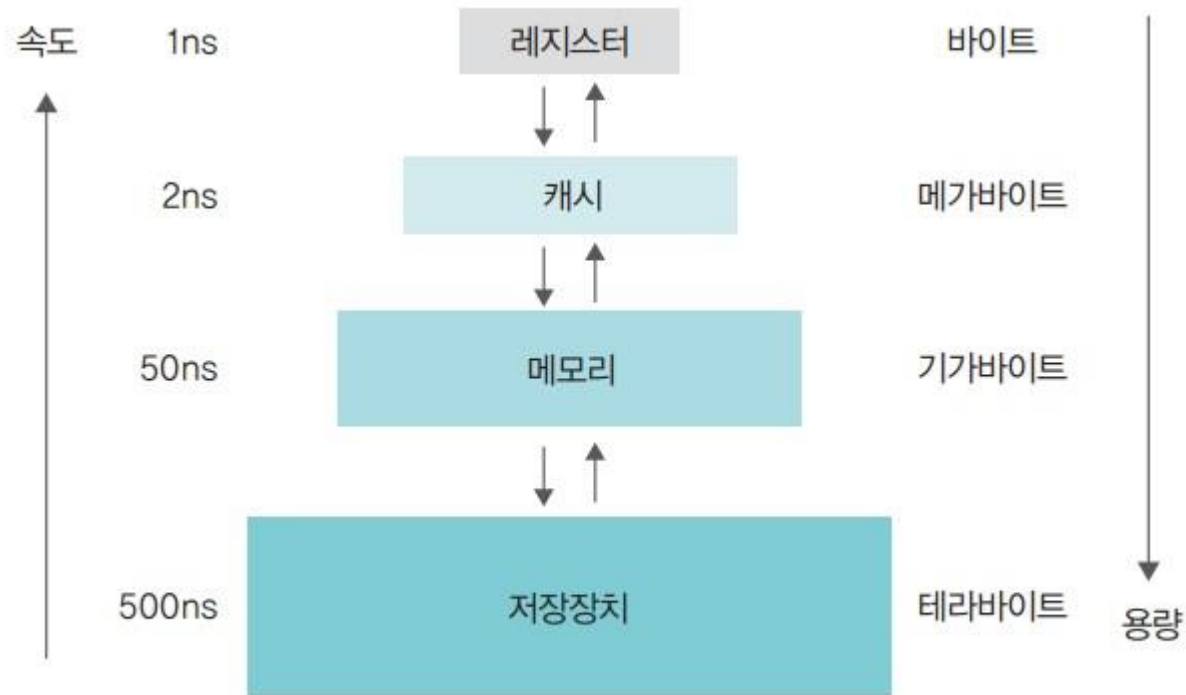 속도 1ns 레지스터 바이트
2ns 캐시 메가바이트
50ns 메모리 기가바이트
500ns 저장장치 테라바이트 용량